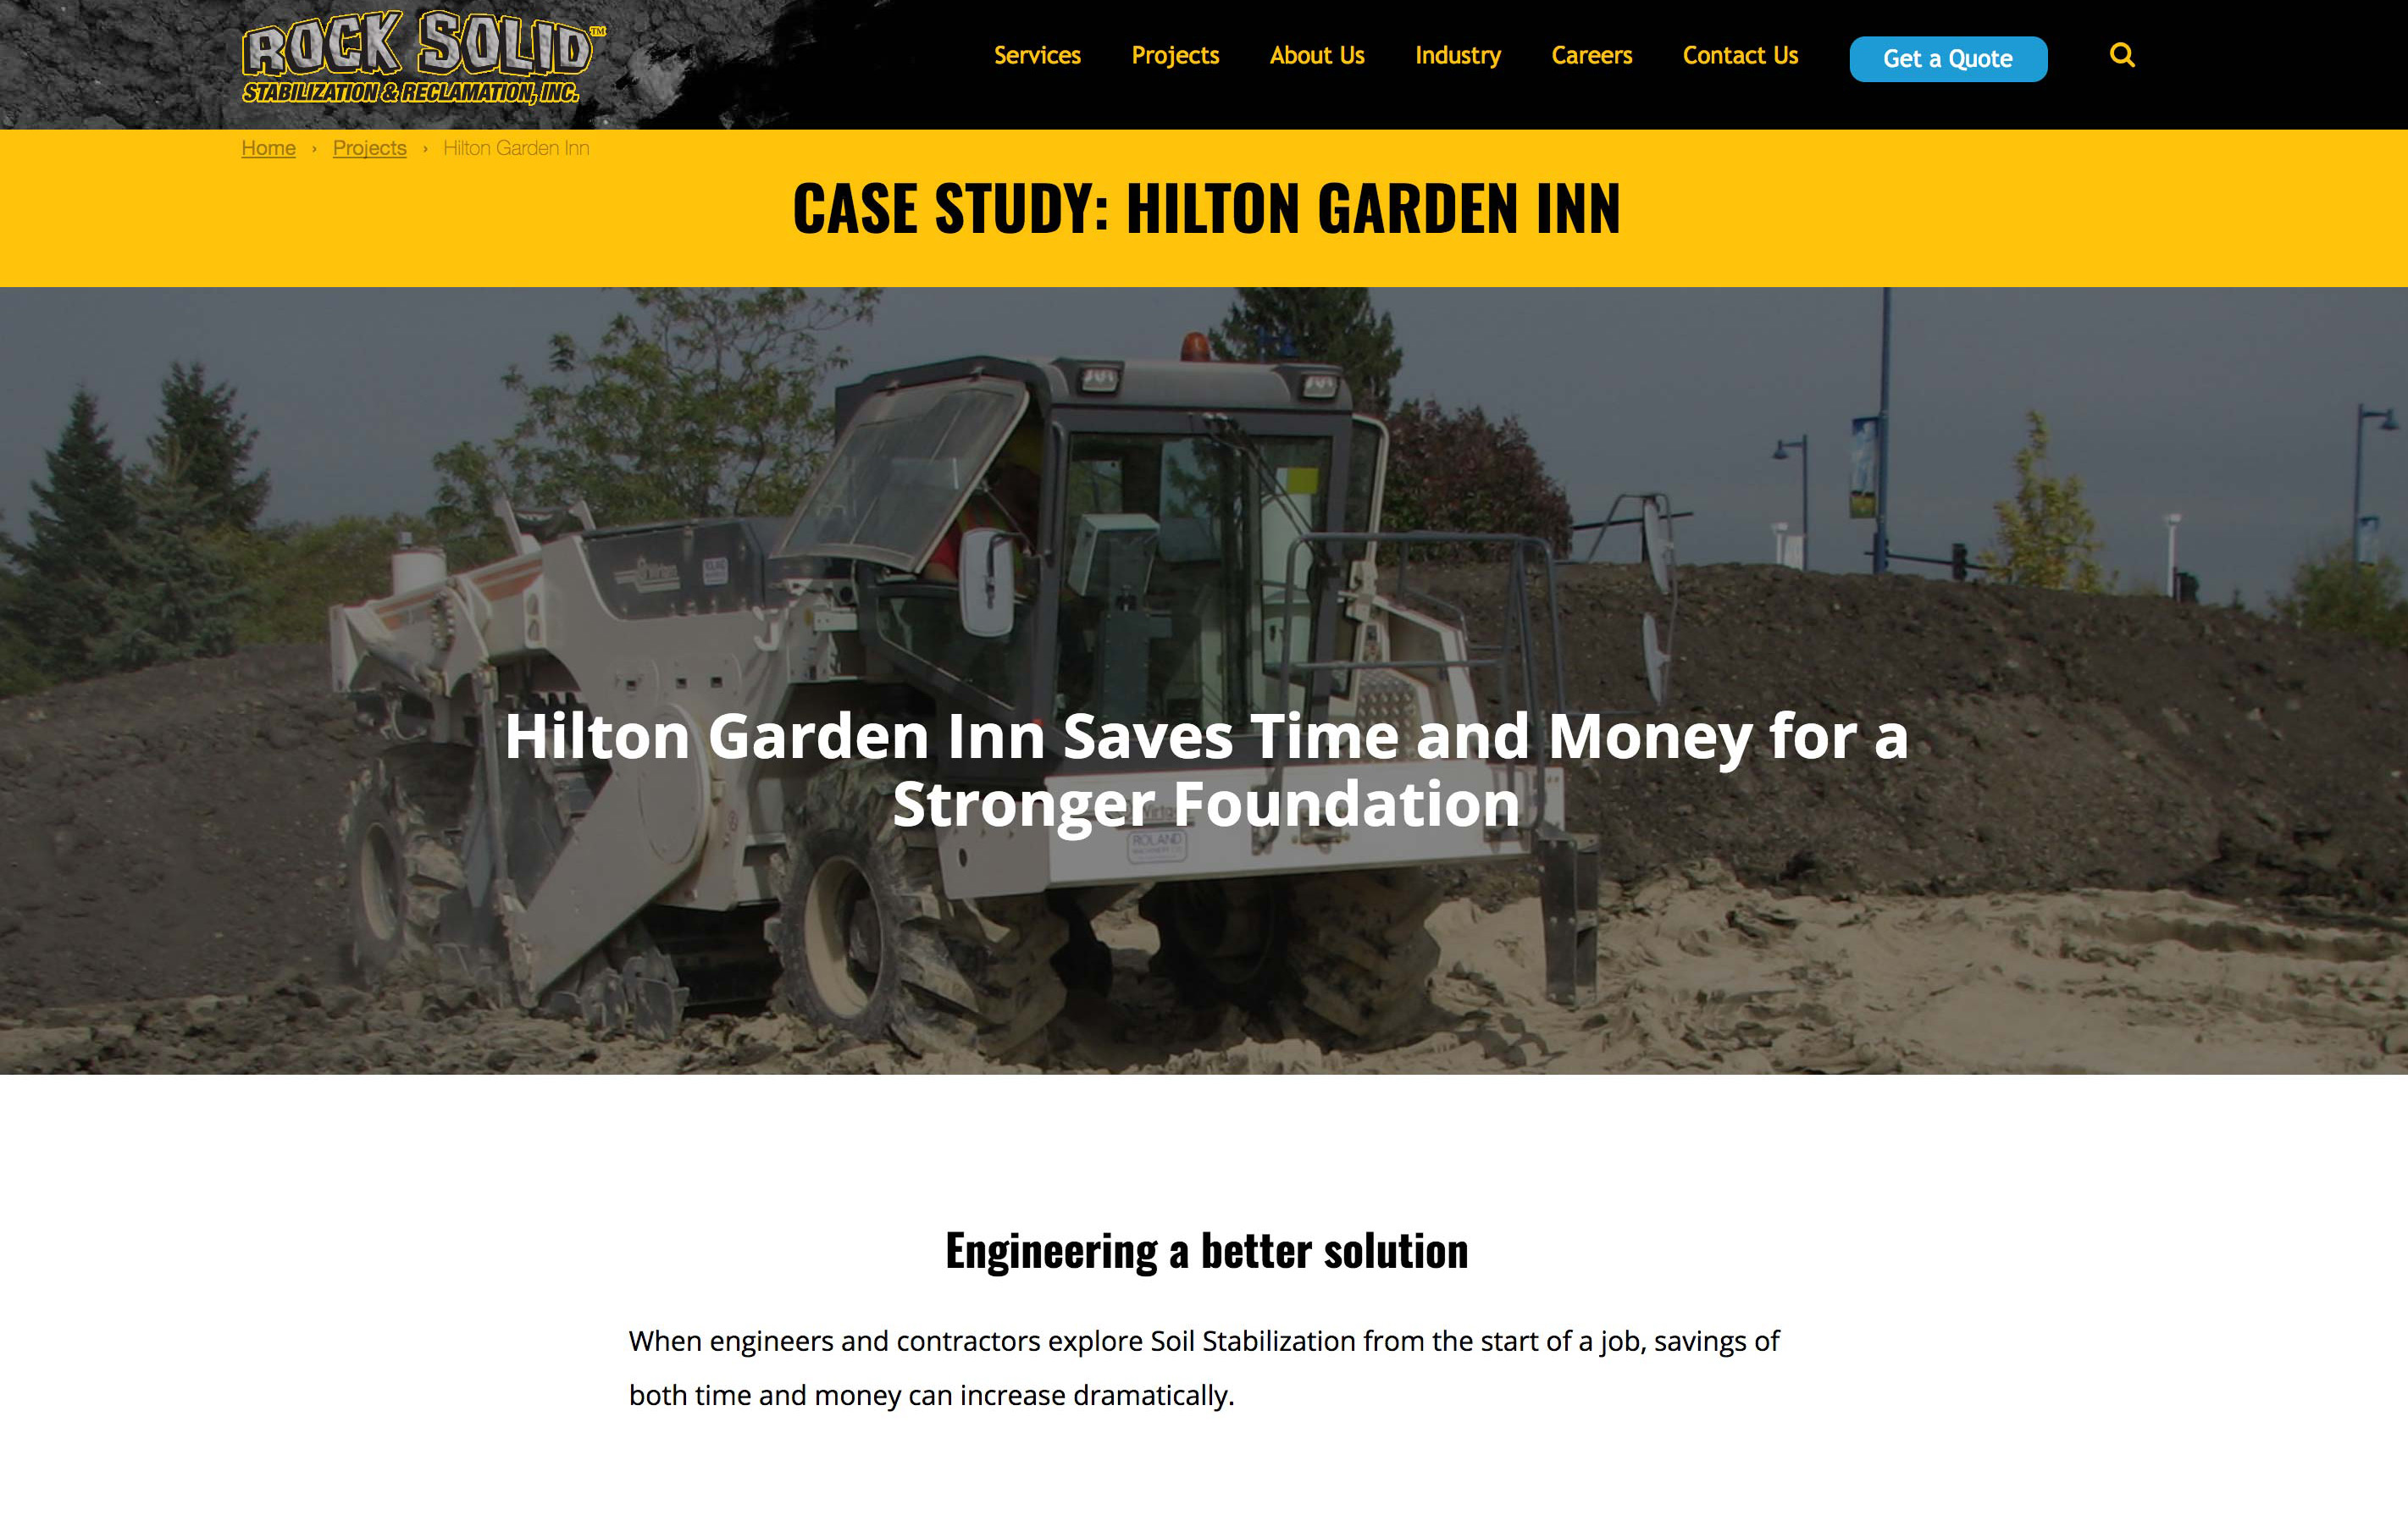 ROCK SOLID™
STABILIZATION & RECLAMATION, INC.
Services Projects About Us Industry Careers Contact Us Get a Quote
Home › Projects › Hilton Garden Inn
CASE STUDY: HILTON GARDEN INN
Hilton Garden Inn Saves Time and Money for a
Stronger Foundation
ROLAND
Engineering a better solution
When engineers and contractors explore Soil Stabilization from the start of a job, savings of
both time and money can increase dramatically.